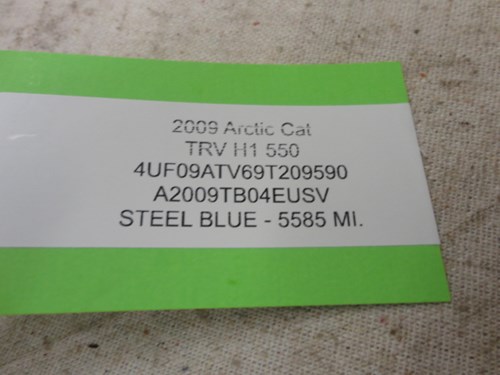 2009 Arctic Cat
TRV H1 550
4UF09ATV69T209590
A2009TB04EUSV
STEEL BLUE - 5585 MI.